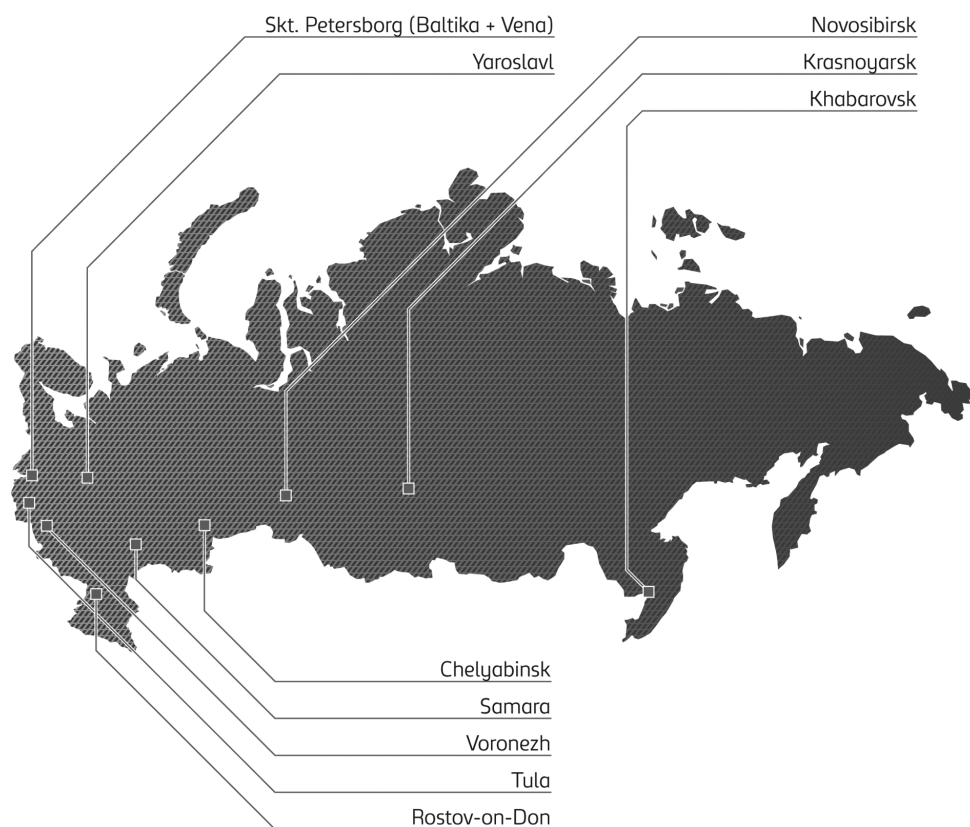 Skt. Petersborg (Baltika + Vena)
Yaroslavl
Novosibirsk
Krasnoyarsk
Khabarovsk
Chelyabinsk
Samara
Voronezh
Tula
Rostov-on-Don